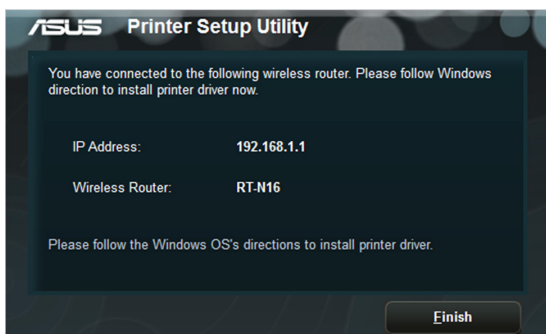 ASUS Printer Setup Utility
You have connected to the following wireless router. Please follow Windows
direction to install printer driver now.
IP Address: 192.168.1.1
Wireless Router: RT-N16
Please follow the Windows OS's directions to install printer driver.
Finish